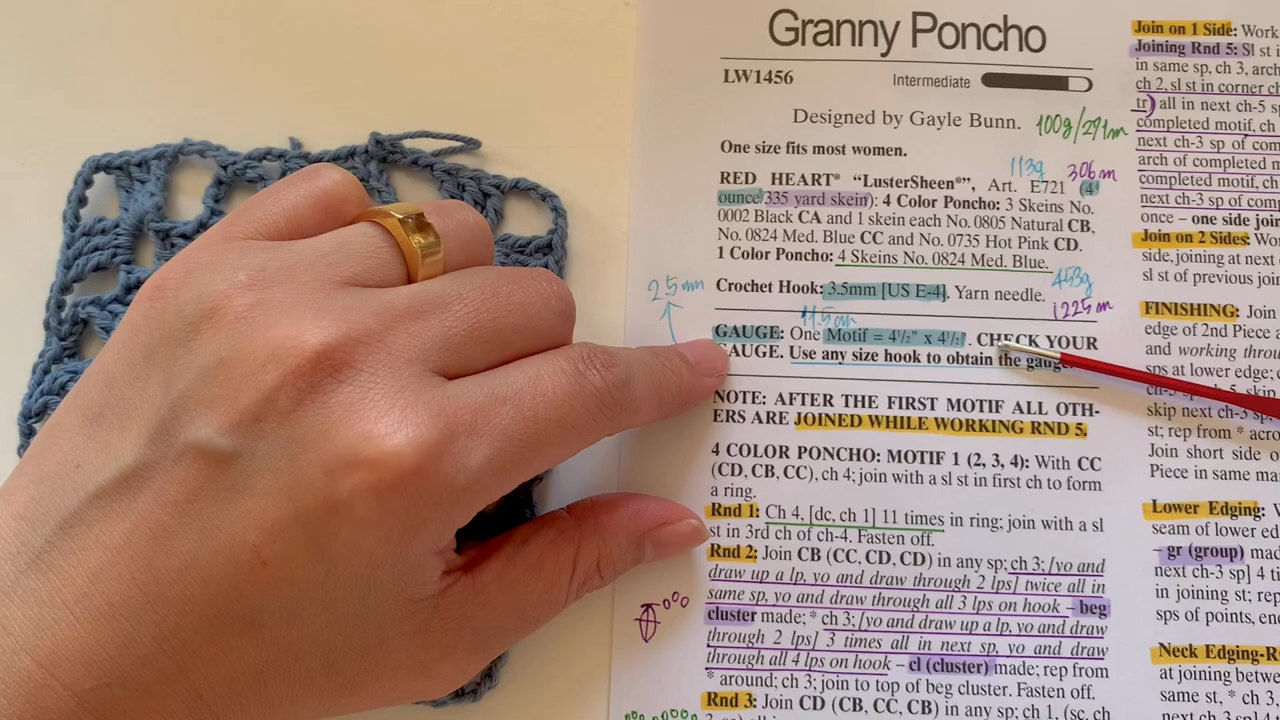 Granny Poncho
LW1456
Intermediate
Designed by Gayle Bunn.
100g/291m
One size fits most women.
113g
306m
RED HEART® “LusterSheen®”, Art. E721 (4
ounce/335 yard skein): 4 Color Poncho: 3 Skeins No.
0002 Black CA and 1 skein each No. 0805 Natural CB,
No. 0824 Med. Blue CC and No. 0735 Hot Pink CD.
1 Color Poncho: 4 Skeins No. 0824 Med. Blue.
453g
Crochet Hook: 3.5mm [US E-4]. Yarn needle.
1225m
11.5cm
GAUGE: One Motif = 4½" x 4½". CHECK YOUR
GAUGE. Use any size hook to obtain the gauge.
NOTE: AFTER THE FIRST MOTIF ALL OTH-
ERS ARE JOINED WHILE WORKING RND 5.
4 COLOR PONCHO: MOTIF 1 (2, 3, 4): With CC
(CD, CB, CC), ch 4; join with a sl st in first ch to form
a ring.
Rnd 1: Ch 4, [dc, ch 1] 11 times in ring; join with a sl
st in 3rd ch of ch-4. Fasten off.
Rnd 2: Join CB (CC, CD, CD) in any sp; ch 3; [yo and
draw up a lp, yo and draw through 2 lps] twice all in
same sp, yo and draw through all 3 lps on hook – beg
cluster made; * ch 3; [yo and draw up a lp, yo and draw
through 2 lps] 3 times all in next sp, yo and draw
through all 4 lps on hook – cl (cluster) made; rep from
* around; ch 3; join to top of beg cluster. Fasten off.
Rnd 3: Join CD (CB, CC, CB) in any sp; ch 1, (sc, ch
Join on 1 Side: Work
Joining Rnd 5: Sl st i
in same sp, ch 3, arch
ch 2, sl st in corner ch
tr) all in next ch-5 s
completed motif, ch
next ch-3 sp of com
arch of completed m
completed motif, ch
next ch-3 sp of com
once – one side join
Join on 2 Sides: Wo
side, joining at next
sl st of previous join
FINISHING: Join
edge of 2nd Piece
and working throu
sps at lower edge;
skip next ch-3 sp
st; rep from * acro
Join short side o
Piece in same ma
Lower Edging: 
seam of lower ed
– gr (group) mad
next ch-3 sp] 4 ti
in joining st; rep
sps of points, en
Neck Edging-R
at joining betwe
same st, * ch 3,
next ch-3 sp